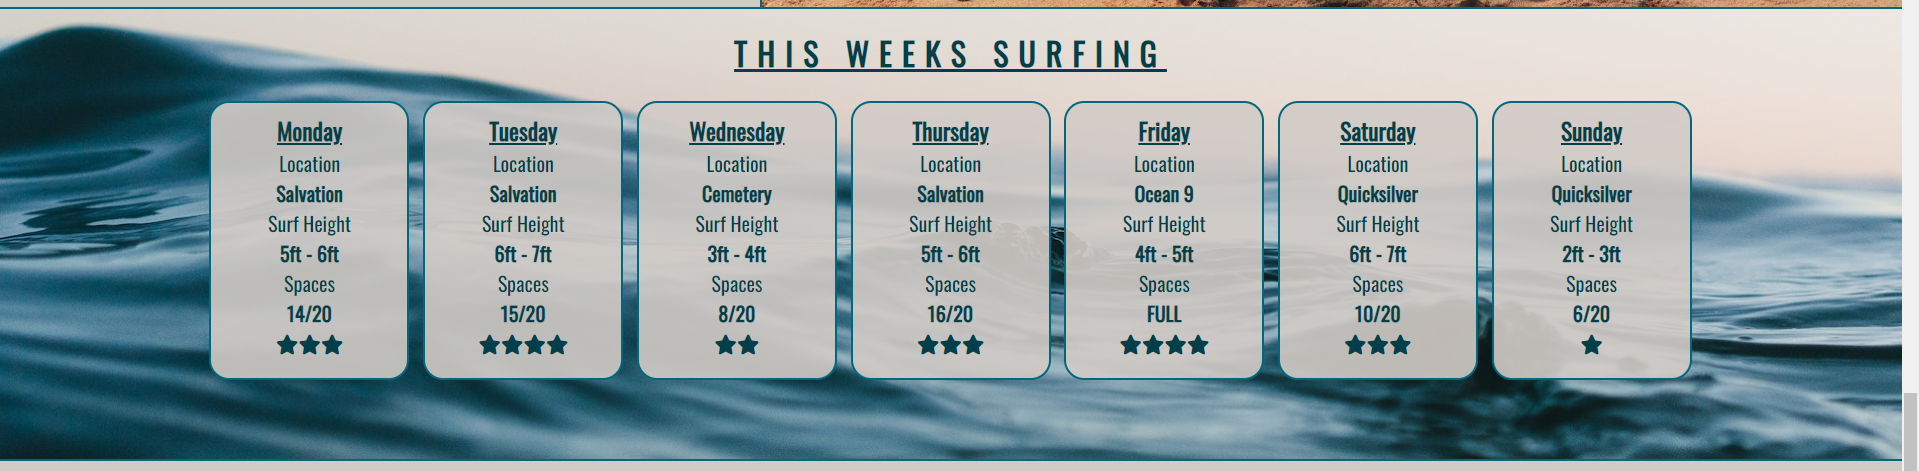 THIS WEEKS SURFING
Monday
Location
Salvation
Surf Height
5ft - 6ft
Spaces
14/20
Tuesday
Location
Salvation
Surf Height
6ft - 7ft
Spaces
15/20
Wednesday
Location
Cemetery
Surf Height
3ft - 4ft
Spaces
8/20
Thursday
Location
Salvation
Surf Height
5ft - 6ft
Spaces
16/20
Friday
Location
Ocean 9
Surf Height
4ft - 5ft
Spaces
FULL
Saturday
Location
Quicksilver
Surf Height
6ft - 7ft
Spaces
10/20
Sunday
Location
Quicksilver
Surf Height
2ft - 3ft
Spaces
6/20